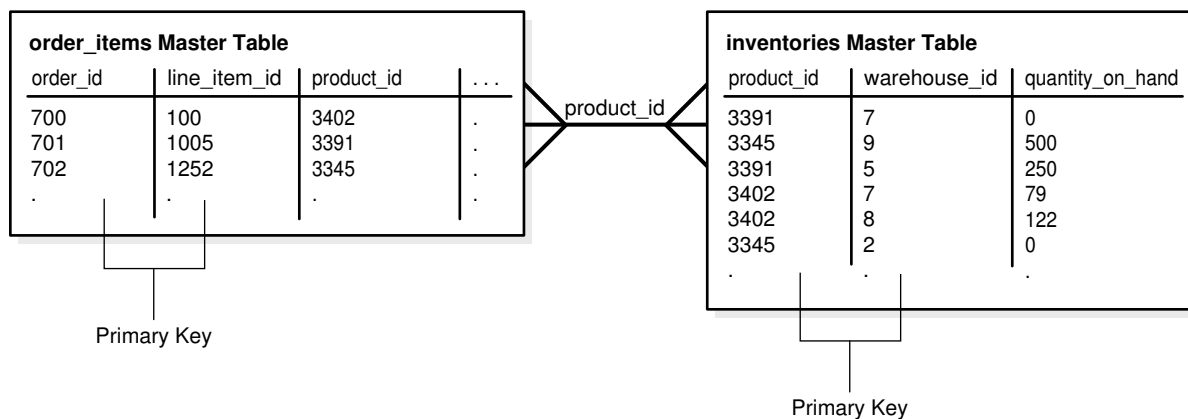 order_items Master Table
order_id line_item_id product_id . . .
700 100 3402 .
701 1005 3391 .
702 1252 3345 .
. . . .
Primary Key
product_id
inventories Master Table
product_id warehouse_id quantity_on_hand
3391 7 0
3345 9 500
3391 5 250
3402 7 79
3402 8 122
3345 2 0
. . .
Primary Key